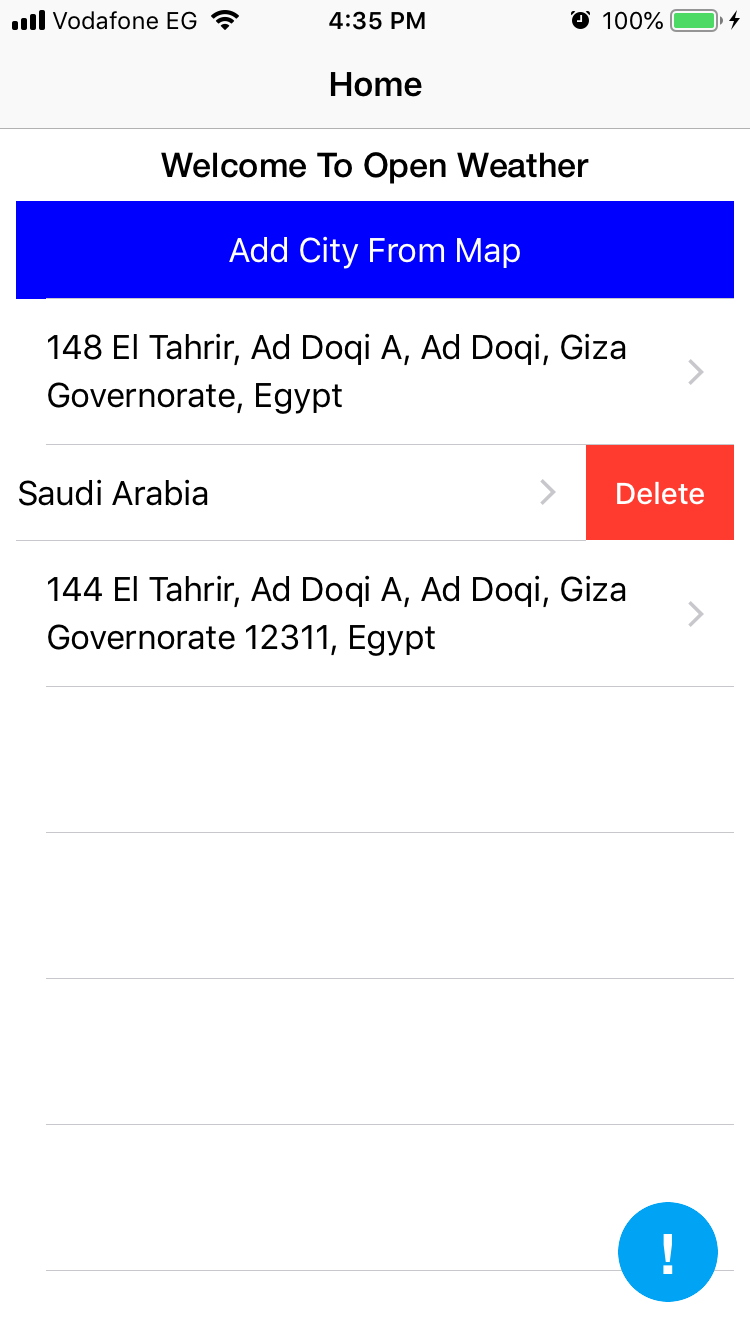 Vodafone EG 4:35 PM 100%
Home
Welcome To Open Weather
Add City From Map
148 El Tahrir, Ad Doqi A, Ad Doqi, Giza
Governorate, Egypt
Saudi Arabia Delete
144 El Tahrir, Ad Doqi A, Ad Doqi, Giza
Governorate 12311, Egypt
!